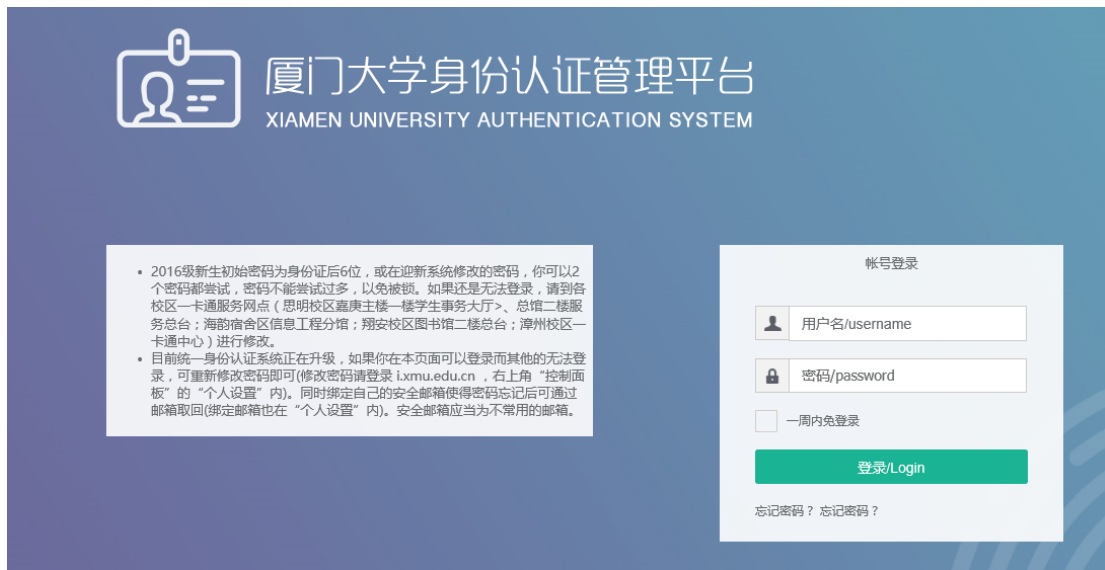 厦门大学身份认证管理平台
XIAMEN UNIVERSITY AUTHENTICATION SYSTEM
• 2016级新生初始密码为身份证后6位，或在迎新系统修改的密码，你可以2
个密码都尝试，密码不能尝试过多，以免被锁。如果还是无法登录，请到各
校区一卡通服务网点（思明校区嘉庚主楼一楼学生事务大厅>、总馆二楼服
务总台；海韵宿舍区信息工程分馆；翔安校区图书馆二楼总台；漳州校区一
卡通中心）进行修改。
• 目前统一身份认证系统正在升级，如果你在本页面可以登录而其他的无法登
录，可重新修改密码即可(修改密码请登录 i.xmu.edu.cn ，右上角“控制面
板”的“个人设置”内)。同时绑定自己的安全邮箱使得密码忘记后可通过
邮箱取回(绑定邮箱也在“个人设置”内)。安全邮箱应当为不常用的邮箱。
帐号登录
用户名/username
密码/password
一周内免登录
登录/Login
忘记密码？ 忘记密码？